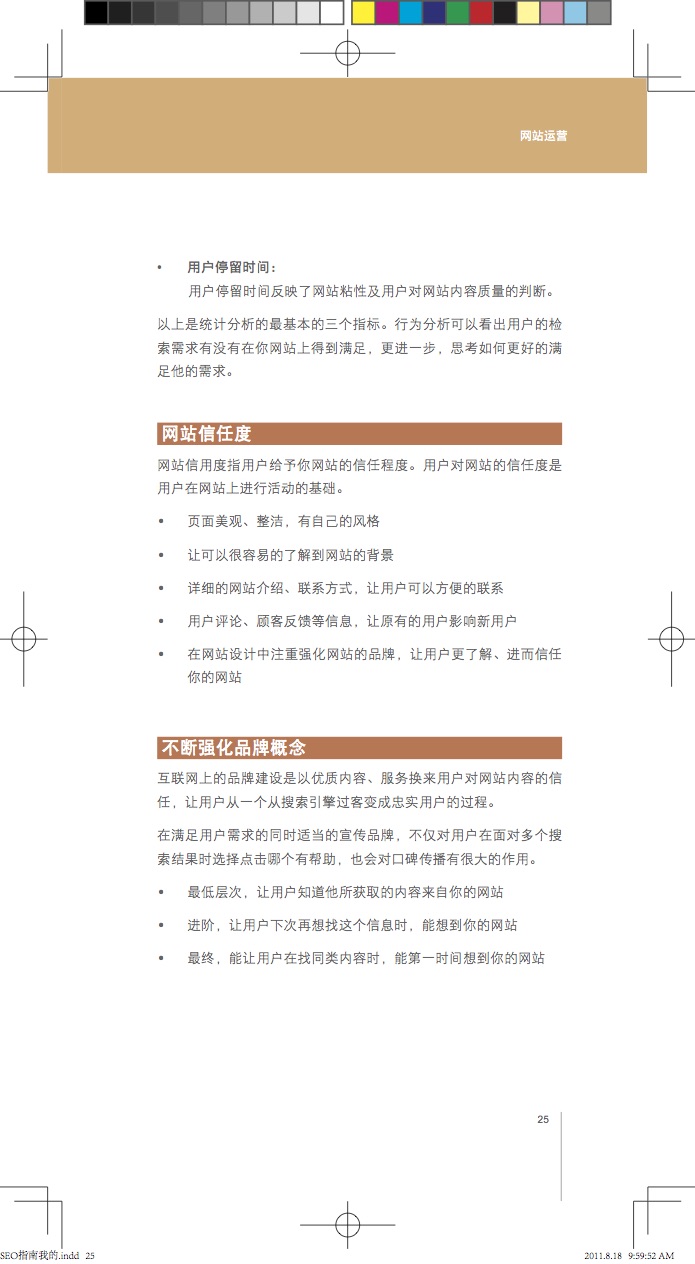 网站运营
• 用户停留时间：
用户停留时间反映了网站粘性及用户对网站内容质量的判断。
以上是统计分析的最基本的三个指标。行为分析可以看出用户的检
索需求有没有在你网站上得到满足，更进一步，思考如何更好的满
足他的需求。
网站信任度
网站信用度指用户给予你网站的信任程度。用户对网站的信任度是
用户在网站上进行活动的基础。
• 页面美观、整洁，有自己的风格
• 让可以很容易的了解到网站的背景
• 详细的网站介绍、联系方式，让用户可以方便的联系
• 用户评论、顾客反馈等信息，让原有的用户影响新用户
• 在网站设计中注重强化网站的品牌，让用户更了解、进而信任
你的网站
不断强化品牌概念
互联网上的品牌建设是以优质内容、服务换来用户对网站内容的信
任，让用户从一个从搜索引擎过客变成忠实用户的过程。
在满足用户需求的同时适当的宣传品牌，不仅对用户在面对多个搜
索结果时选择点击哪个有帮助，也会对口碑传播有很大的作用。
• 最低层次，让用户知道他所获取的内容来自你的网站
• 进阶，让用户下次再想找这个信息时，能想到你的网站
• 最终，能让用户在找同类内容时，能第一时间想到你的网站
25
SEO指南我的.indd 25
2011.8.18 9:59:52 AM